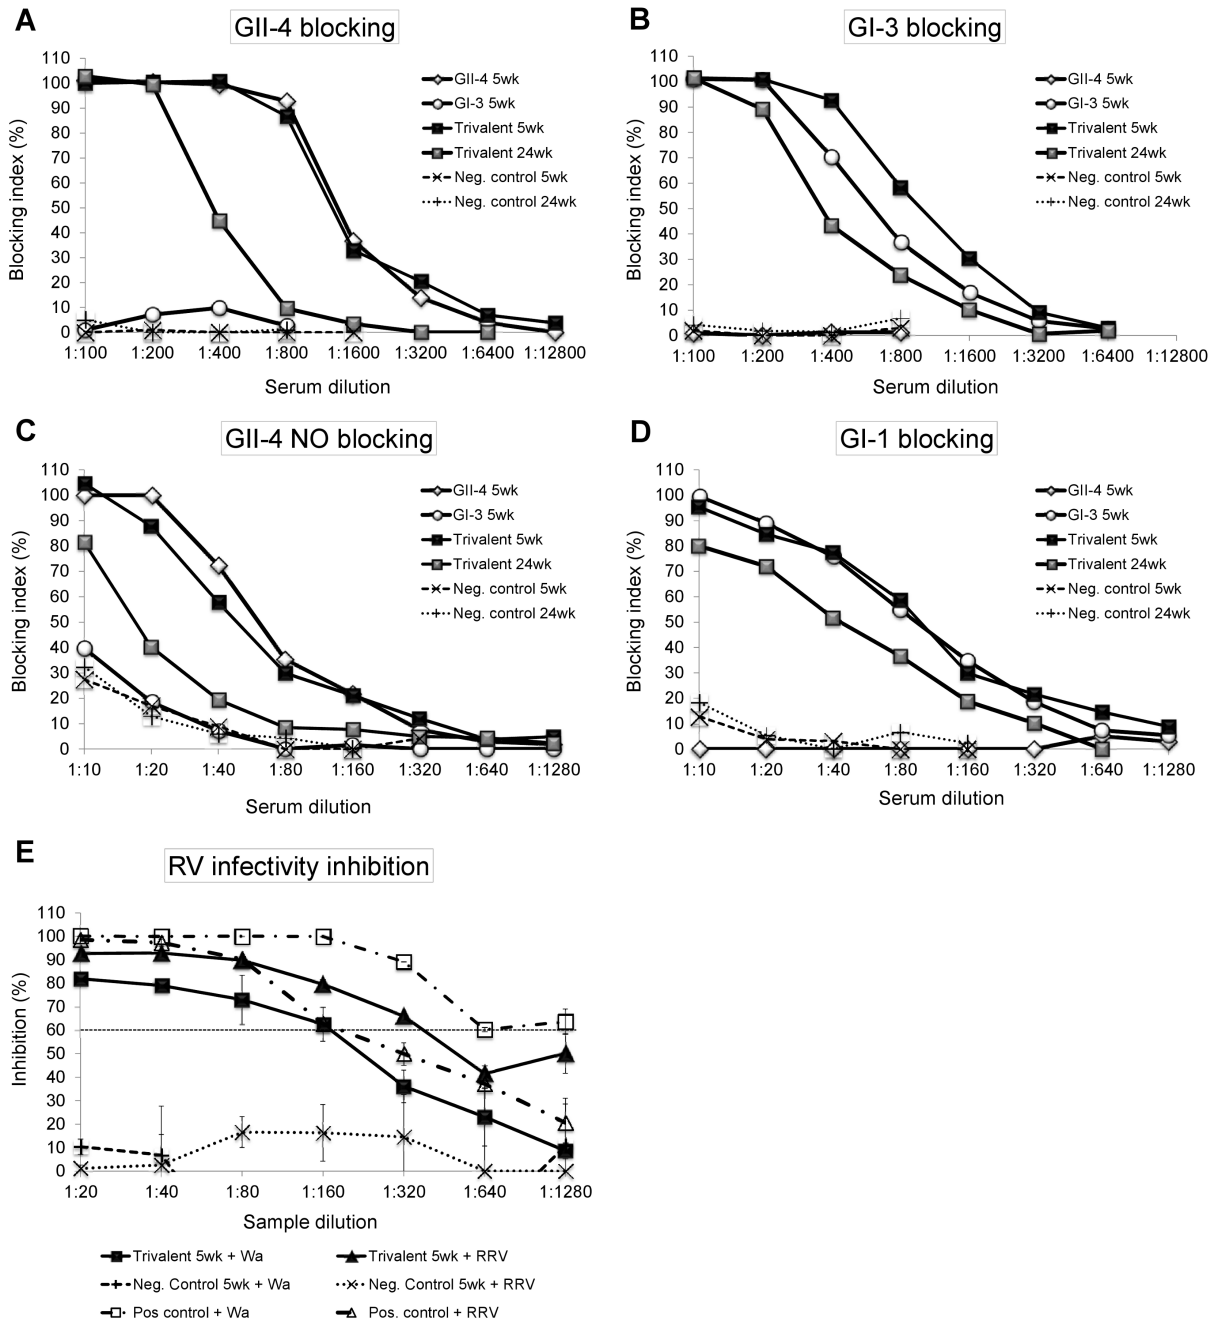 A
GII-4 blocking
110
100
90
80
70
60
50
40
30
20
10
0
Blocking index (%)
1:100 1:200 1:400 1:800 1:1600 1:3200 1:6400 1:12800
Serum dilution
GII-4 5wk
GI-3 5wk
Trivalent 5wk
Trivalent 24wk
Neg. control 5wk
Neg. control 24wk
B
GI-3 blocking
110
100
90
80
70
60
50
40
30
20
10
0
Blocking index (%)
1:100 1:200 1:400 1:800 1:1600 1:3200 1:6400 1:12800
Serum dilution
GII-4 5wk
GI-3 5wk
Trivalent 5wk
Trivalent 24wk
Neg. control 5wk
Neg. control 24wk
C
GII-4 NO blocking
110
100
90
80
70
60
50
40
30
20
10
0
Blocking index (%)
1:10 1:20 1:40 1:80 1:160 1:320 1:640 1:1280
Serum dilution
GII-4 5wk
GI-3 5wk
Trivalent 5wk
Trivalent 24wk
Neg. control 5wk
Neg. control 24wk
D
GI-1 blocking
110
100
90
80
70
60
50
40
30
20
10
0
Blocking index (%)
1:10 1:20 1:40 1:80 1:160 1:320 1:640 1:1280
Serum dilution
GII-4 5wk
GI-3 5wk
Trivalent 5wk
Trivalent 24wk
Neg. control 5wk
Neg. control 24wk
E
RV infectivity inhibition
110
100
90
80
70
60
50
40
30
20
10
0
Inhibition (%)
1:20 1:40 1:80 1:160 1:320 1:640 1:1280
Sample dilution
Trivalent 5wk + Wa
Trivalent 5wk + RRV
Neg. Control 5wk + Wa
Neg. Control 5wk + RRV
Pos control + Wa
Pos. control + RRV